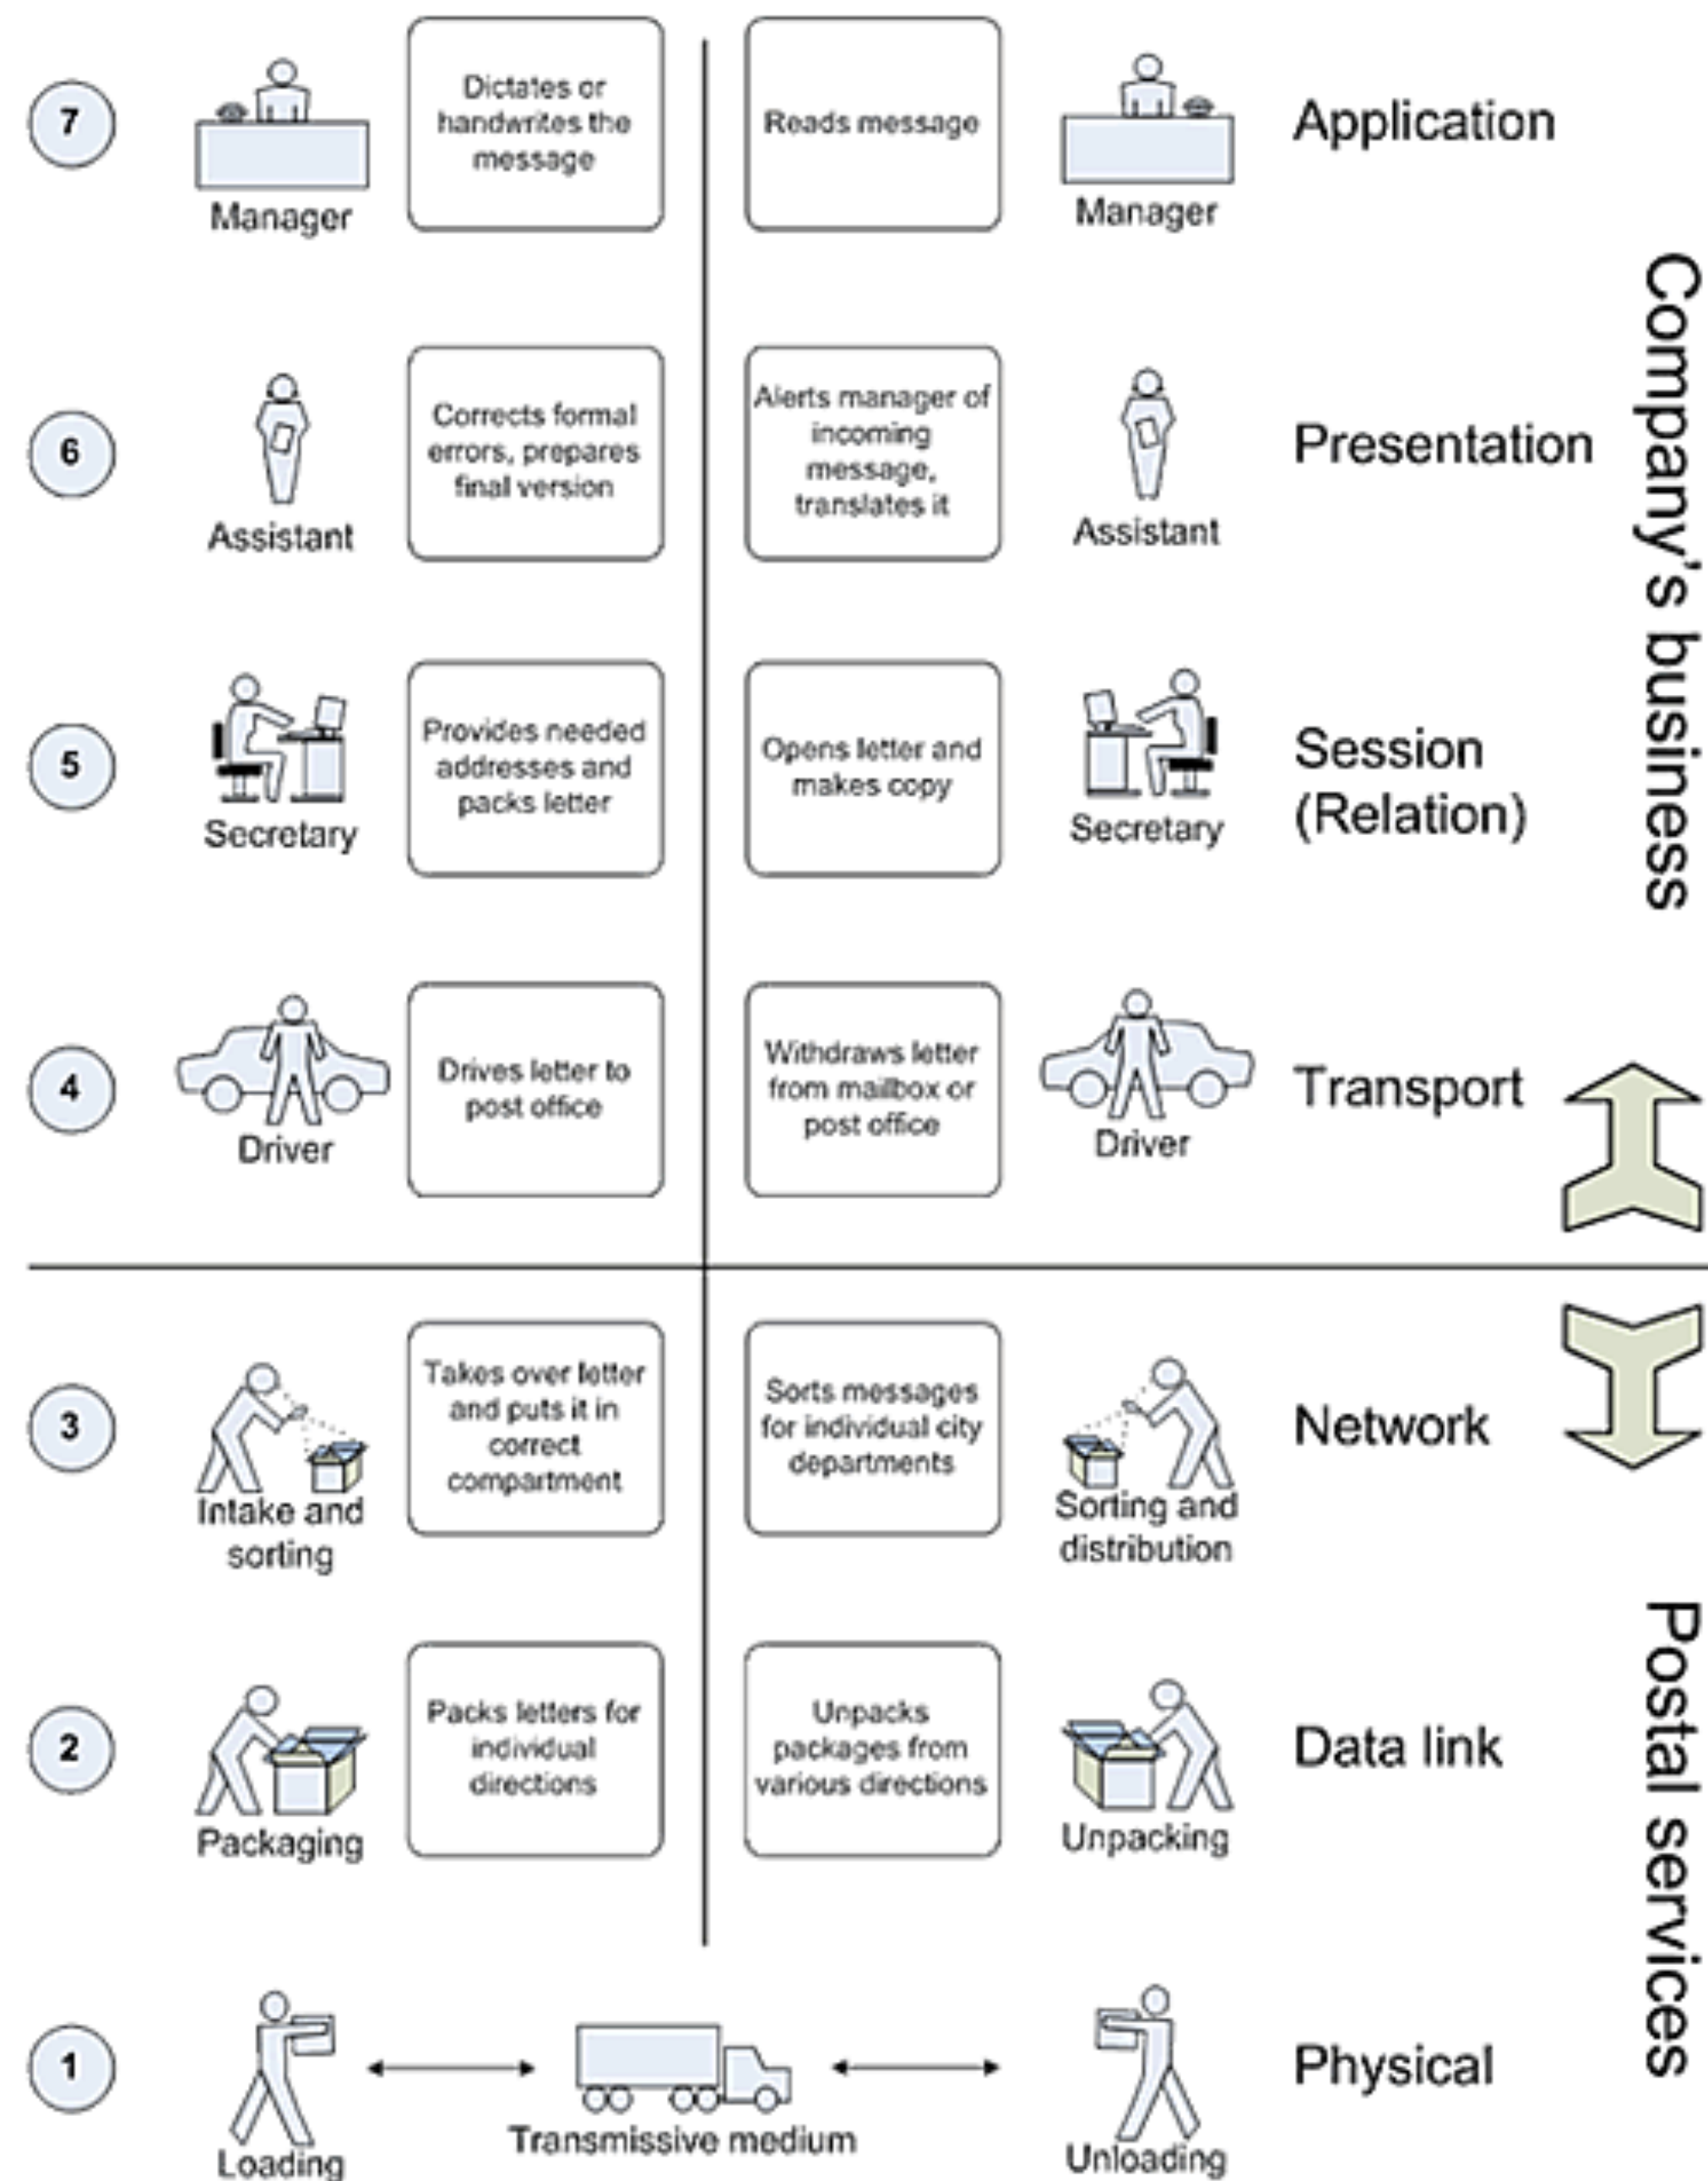 7
Manager
Dictates or
handwrites the
message
Reads message
Manager
Application
6
Assistant
Corrects formal
errors, prepares
final version
Alerts manager of
incoming
message,
translates it
Assistant
Presentation
5
Secretary
Provides needed
addresses and
packs letter
Opens letter and
makes copy
Secretary
Session
(Relation)
4
Driver
Drives letter to
post office
Withdraws letter
from mailbox or
post office
Driver
Transport
Company's business
3
Intake and
sorting
Takes over letter
and puts it in
correct
compartment
Sorts messages
for individual city
departments
Sorting and
distribution
Network
2
Packaging
Packs letters for
individual
directions
Unpacks
packages from
various directions
Unpacking
Data link
1
Loading
Transmissive medium
Unloading
Physical
Postal services